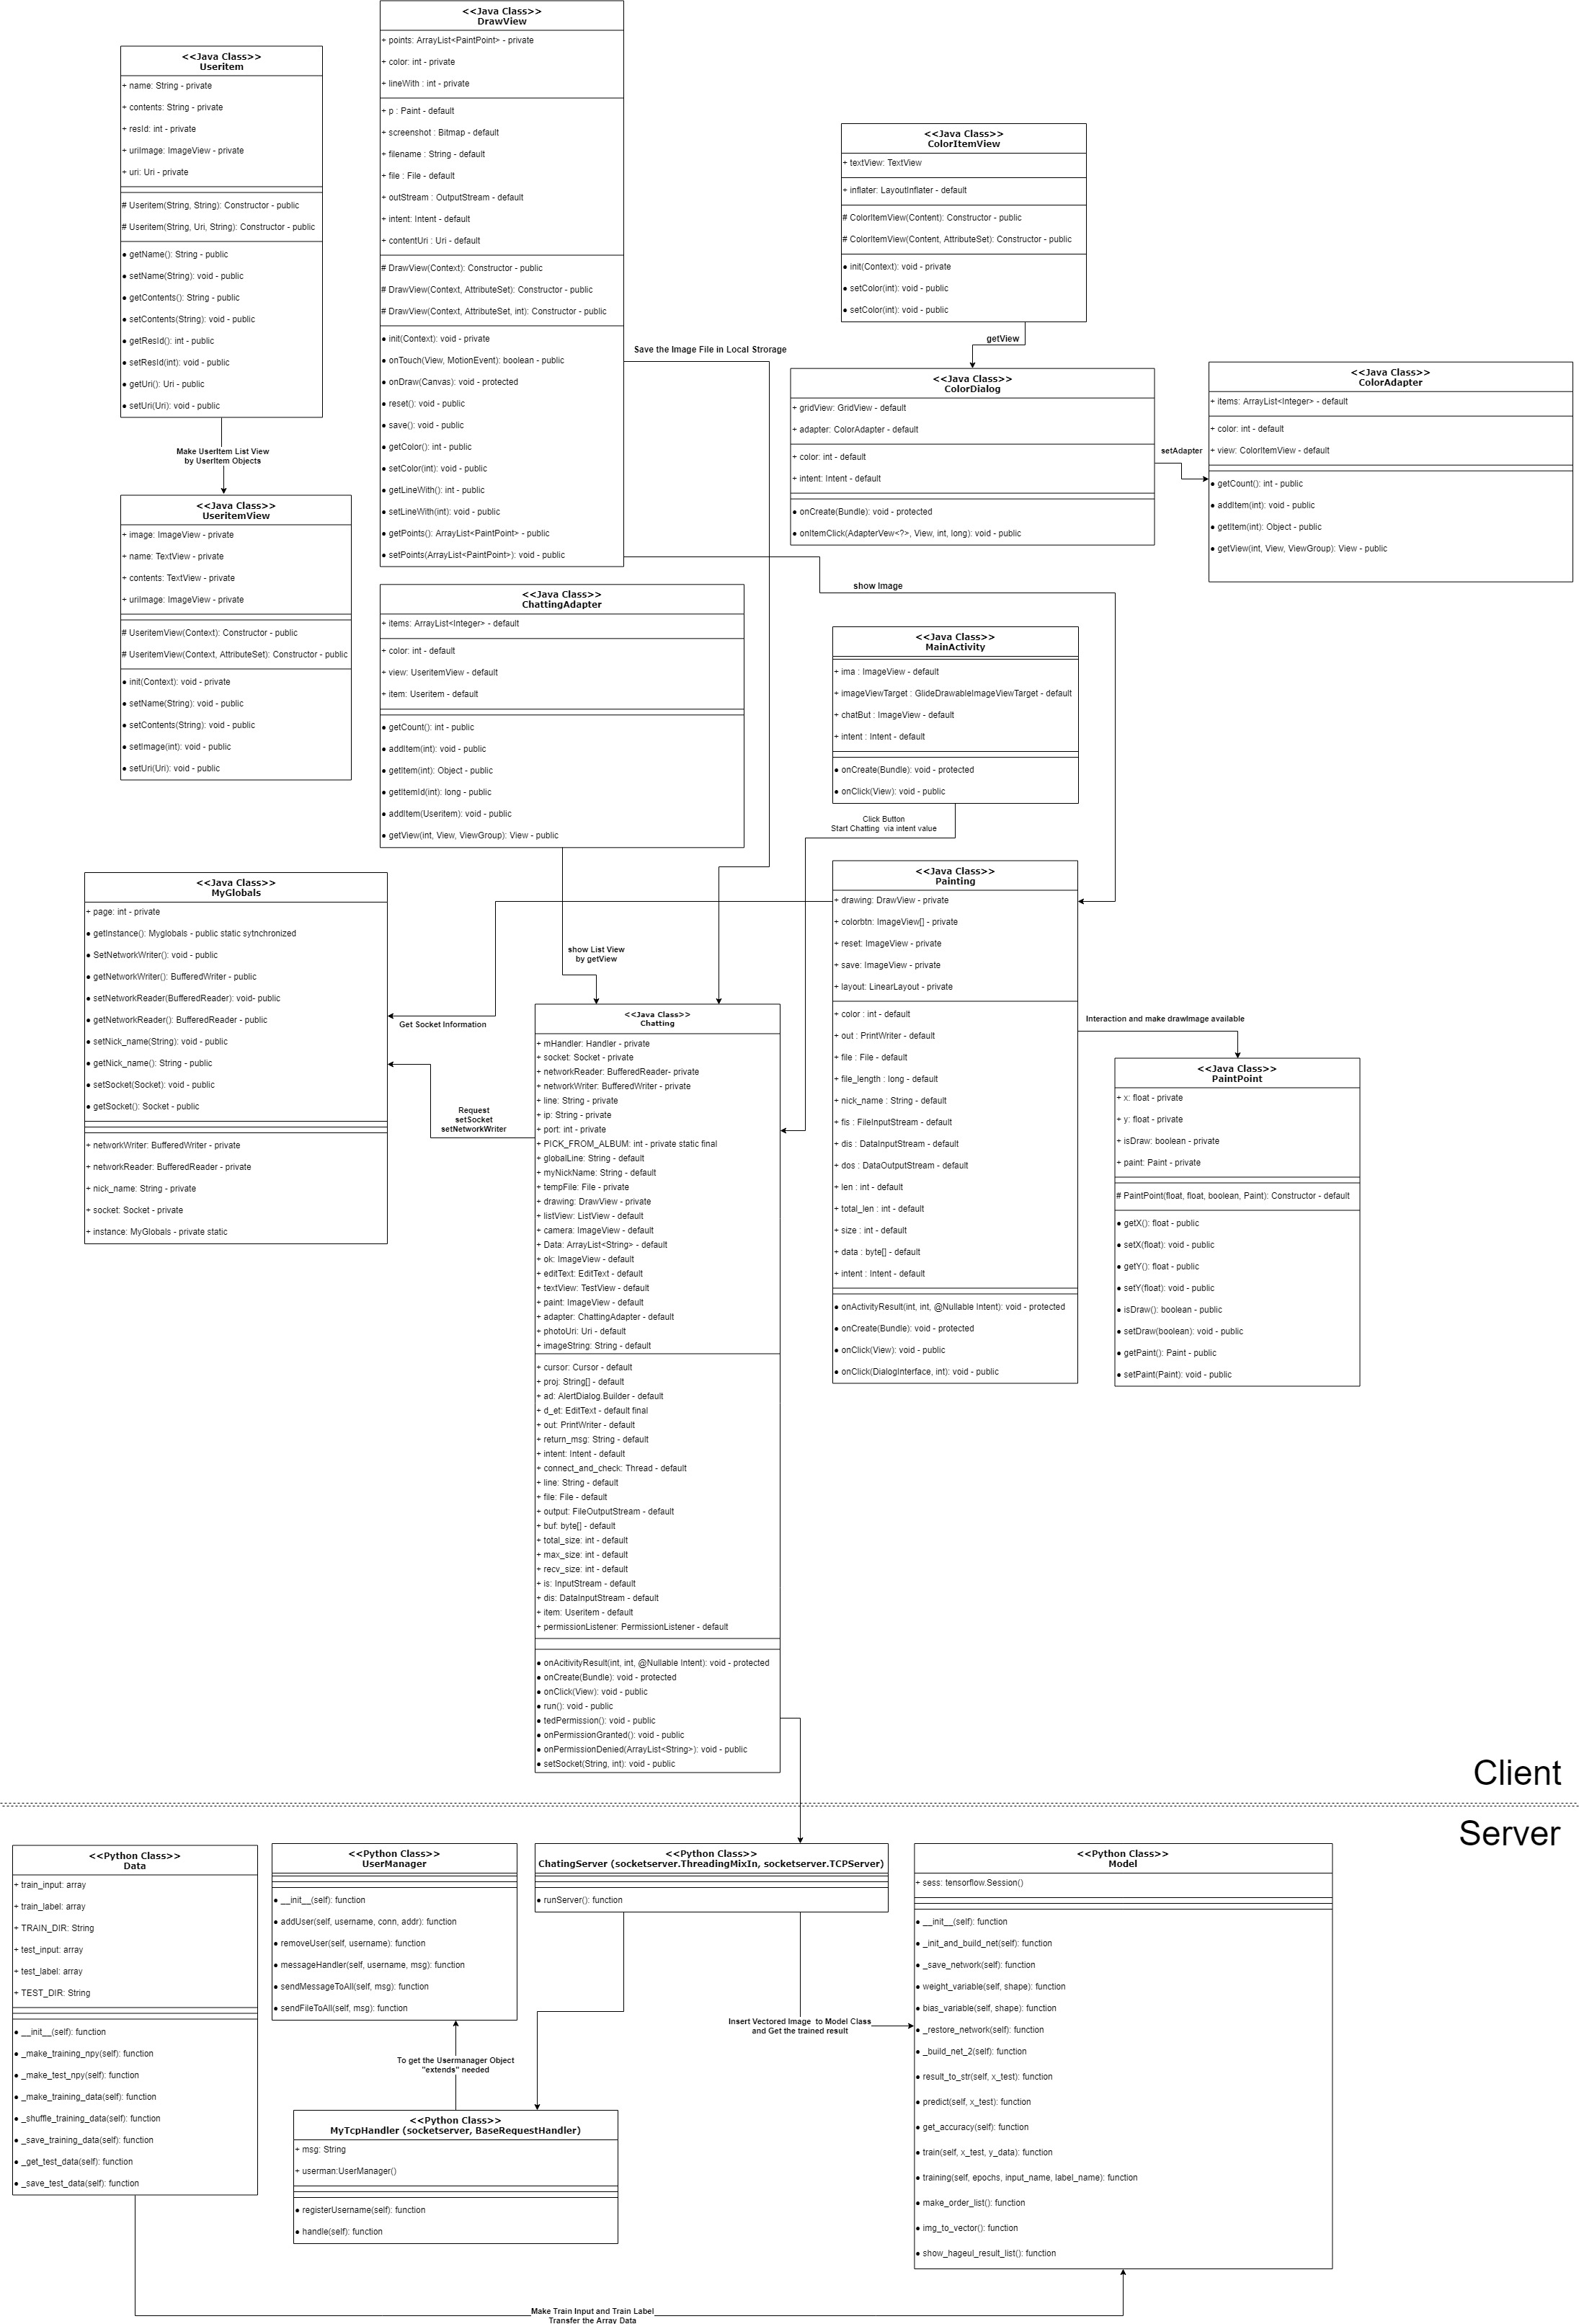 <<Java Class>>
Useritem
+ name: String - private
+ contents: String - private
+ resId: int - private
+ uriImage: ImageView - private
+ uri: Uri - private
# Useritem(String, String): Constructor - public
# Useritem(String, Uri, String): Constructor - public
● getName(): String - public
● setName(String): void - public
● getContents(): String - public
● setContents(String): void - public
● getResId(): int - public
● setResId(int): void - public
● getUri(): Uri - public
● setUri(Uri): void - public
Make UserItem List View
by UserItem Objects
<<Java Class>>
UseritemView
+ image: ImageView - private
+ name: TextView - private
+ contents: TextView - private
+ uriImage: ImageView - private
# UseritemView(Context): Constructor - public
# UseritemView(Context, AttributeSet): Constructor - public
● init(Context): void - private
● setName(String): void - public
● setContents(String): void - public
● setImage(int): void - public
● setUri(Uri): void - public
<<Java Class>>
DrawView
+ points: ArrayList<PaintPoint> - private
+ color: int - private
+ lineWith : int - private
+ p : Paint - default
+ screenshot : Bitmap - default
+ filename : String - default
+ file : File - default
+ outStream : OutputStream - default
+ intent: Intent - default
+ contentUri : Uri - default
# DrawView(Context): Constructor - public
# DrawView(Context, AttributeSet): Constructor - public
# DrawView(Context, AttributeSet, int): Constructor - public
● init(Context): void - private
● onTouch(View, MotionEvent): boolean - public
● onDraw(Canvas): void - protected
● reset(): void - public
● save(): void - public
● getColor(): int - public
● setColor(int): void - public
● getLineWith(): int - public
● setLineWith(int): void - public
● getPoints(): ArrayList<PaintPoint> - public
● setPoints(ArrayList<PaintPoint>): void - public
Save the Image File in Local Strorage
show Image
<<Java Class>>
ColorItemView
+ textView: TextView
+ inflater: LayoutInflater - default
# ColorItemView(Content): Constructor - public
# ColorItemView(Content, AttributeSet): Constructor - public
● init(Context): void - private
● setColor(int): void - public
● setColor(int): void - public
getView
<<Java Class>>
ColorDialog
+ gridView: GridView - default
+ adapter: ColorAdapter - default
+ color: int - default
+ intent: Intent - default
● onCreate(Bundle): void - protected
● onItemClick(AdapterVew<?>, View, int, long): void - public
setAdapter
<<Java Class>>
ColorAdapter
+ items: ArrayList<Integer> - default
+ color: int - default
+ view: ColorItemView - default
● getCount(): int - public
● addItem(int): void - public
● getItem(int): Object - public
● getView(int, View, ViewGroup): View - public
<<Java Class>>
ChattingAdapter
+ items: ArrayList<Integer> - default
+ color: int - default
+ view: UseritemView - default
+ item: Useritem - default
● getCount(): int - public
● addItem(int): void - public
● getItem(int): Object - public
● getItemId(int): long - public
● addItem(Useritem): void - public
● getView(int, View, ViewGroup): View - public
show List View
by getView
<<Java Class>>
MainActivity
+ ima : ImageView - default
+ imageViewTarget : GlideDrawableImageViewTarget - default
+ chatBut : ImageView - default
+ intent : Intent - default
● onCreate(Bundle): void - protected
● onClick(View): void - public
Click Button
Start Chatting  via intent value
<<Java Class>>
MyGlobals
+ page: int - private
● getInstance(): Myglobals - public static sytnchronized
● SetNetworkWriter(): void - public
● getNetworkWriter(): BufferedWriter - public
● setNetworkReader(BufferedReader): void- public
● getNetworkReader(): BufferedReader - public
● setNick_name(String): void - public
● getNick_name(): String - public
● setSocket(Socket): void - public
● getSocket(): Socket - public
+ networkWriter: BufferedWriter - private
+ networkReader: BufferedReader - private
+ nick_name: String - private
+ socket: Socket - private
+ instance: MyGlobals - private static
Get Socket Information
Request
setSocket
setNetworkWriter
<<Java Class>>
Painting
+ drawing: DrawView - private
+ colorbtn: ImageView[] - private
+ reset: ImageView - private
+ save: ImageView - private
+ layout: LinearLayout - private
+ color : int - default
+ out : PrintWriter - default
+ file : File - default
+ file_length : long - default
+ nick_name : String - default
+ fis : FileInputStream - default
+ dis : DataInputStream - default
+ dos : DataOutputStream - default
+ len : int - default
+ total_len : int - default
+ size : int - default
+ data : byte[] - default
+ intent : Intent - default
● onActivityResult(int, int, @Nullable Intent): void - protected
● onCreate(Bundle): void - protected
● onClick(View): void - public
● onClick(DialogInterface, int): void - public
Interaction and make drawImage available
<<Java Class>>
PaintPoint
+ x: float - private
+ y: float - private
+ isDraw: boolean - private
+ paint: Paint - private
# PaintPoint(float, float, boolean, Paint): Constructor - default
● getX(): float - public
● setX(float): void - public
● getY(): float - public
● setY(float): void - public
● isDraw(): boolean - public
● setDraw(boolean): void - public
● getPaint(): Paint - public
● setPaint(Paint): void - public
<<Java Class>>
Chatting
+ mHandler: Handler - private
+ socket: Socket - private
+ networkReader: BufferedReader- private
+ networkWriter: BufferedWriter - private
+ line: String - private
+ ip: String - private
+ port: int - private
+ PICK_FROM_ALBUM: int - private static final
+ globalLine: String - default
+ myNickName: String - default
+ tempFile: File - private
+ drawing: DrawView - private
+ listView: ListView - default
+ camera: ImageView - default
+ Data: ArrayList<String> - default
+ ok: ImageView - default
+ editText: EditText - default
+ textView: TestView - default
+ paint: ImageView - default
+ adapter: ChattingAdapter - default
+ photoUri: Uri - default
+ imageString: String - default
+ cursor: Cursor - default
+ proj: String[] - default
+ ad: AlertDialog.Builder - default
+ d_et: EditText - default final
+ out: PrintWriter - default
+ return_msg: String - default
+ intent: Intent - default
+ connect_and_check: Thread - default
+ line: String - default
+ file: File - default
+ output: FileOutputStream - default
+ buf: byte[] - default
+ total_size: int - default
+ max_size: int - default
+ recv_size: int - default
+ is: InputStream - default
+ dis: DataInputStream - default
+ item: Useritem - default
+ permissionListener: PermissionListener - default
● onAcitivityResult(int, int, @Nullable Intent): void - protected
● onCreate(Bundle): void - protected
● onClick(View): void - public
● run(): void - public
● tedPermission(): void - public
● onPermissionGranted(): void - public
● onPermissionDenied(ArrayList<String>): void - public
● setSocket(String, int): void - public
Client
Server
<<Python Class>>
Data
+ train_input: array
+ train_label: array
+ TRAIN_DIR: String
+ test_input: array
+ test_label: array
+ TEST_DIR: String
● __init__(self): function
● _make_training_npy(self): function
● _make_test_npy(self): function
● _make_training_data(self): function
● _shuffle_training_data(self): function
● _save_training_data(self): function
● _get_test_data(self): function
● _save_test_data(self): function
<<Python Class>>
UserManager
● __init__(self): function
● addUser(self, username, conn, addr): function
● removeUser(self, username): function
● messageHandler(self, username, msg): function
● sendMessageToAll(self, msg): function
● sendFileToAll(self, msg): function
To get the Usermanager Object
"extends" needed
<<Python Class>>
MyTcpHandler (socketserver, BaseRequestHandler)
+ msg: String
+ userman:UserManager()
● registerUsername(self): function
● handle(self): function
<<Python Class>>
ChatingServer (socketserver.ThreadingMixIn, socketserver.TCPServer)
● runServer(): function
Insert Vectored Image  to Model Class
and Get the trained result
<<Python Class>>
Model
+ sess: tensorflow.Session()
● __init__(self): function
● _init_and_build_net(self): function
● _save_network(self): function
● weight_variable(self, shape): function
● bias_variable(self, shape): function
● _restore_network(self): function
● _build_net_2(self): function
● result_to_str(self, x_test): function
● predict(self, x_test): function
● get_accuracy(self): function
● train(self, x_test, y_data): function
● training(self, epochs, input_name, label_name): function
● make_order_list(): function
● img_to_vector(): function
● show_hageul_result_list(): function
Make Train Input and Train Label
Transfer the Array Data